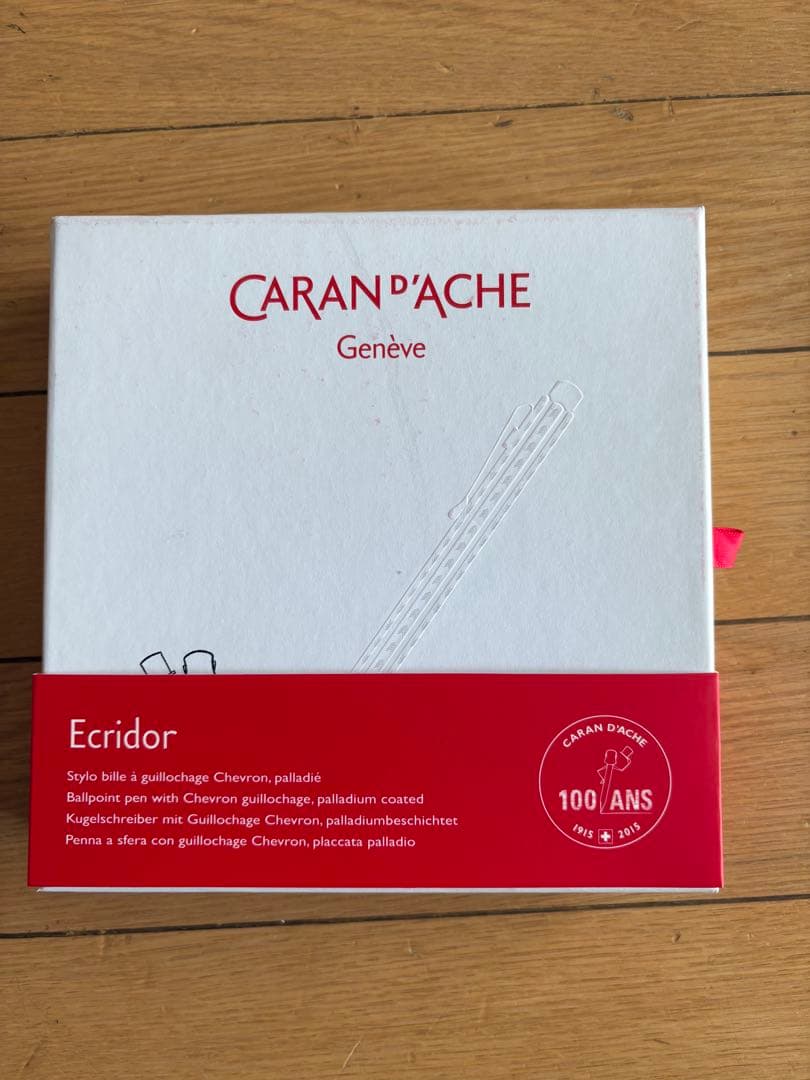 CARAN D'ACHE
Genève
Ecridor
Stylo bille à guillochage Chevron, palladié
Ballpoint pen with Chevron guillochage, palladium coated
Kugelschreiber mit Guillochage Chevron, palladiumbeschichtet
Penna a sfera con guillochage Chevron, placcata palladio
CARAN D'ACHE
100 ANS
1915 2015